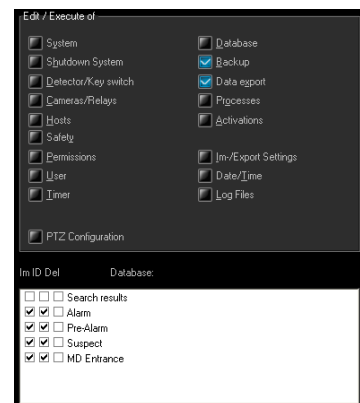 Edit / Execute of
System
Database
Shutdown System
Backup
Detector/Key switch
Data export
Cameras/Relays
Processes
Hosts
Activations
Safety
Permissions
Im-/Export Settings
User
Date/Time
Timer
Log Files
PTZ Configuration
Im ID Del Database:
Search results
Alarm
Pre-Alarm
Suspect
MD Entrance